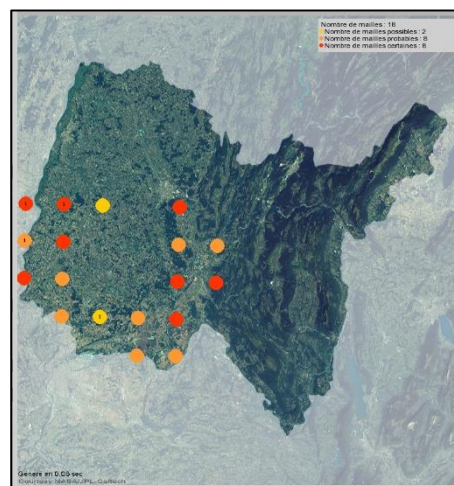 Nombre de mailles : 18
Nombre de mailles possibles : 2
Nombre de mailles probables : 8
Nombre de mailles certaines : 8
Généré en 0.03 sec
Courtesy NASA/JPL-Caltech